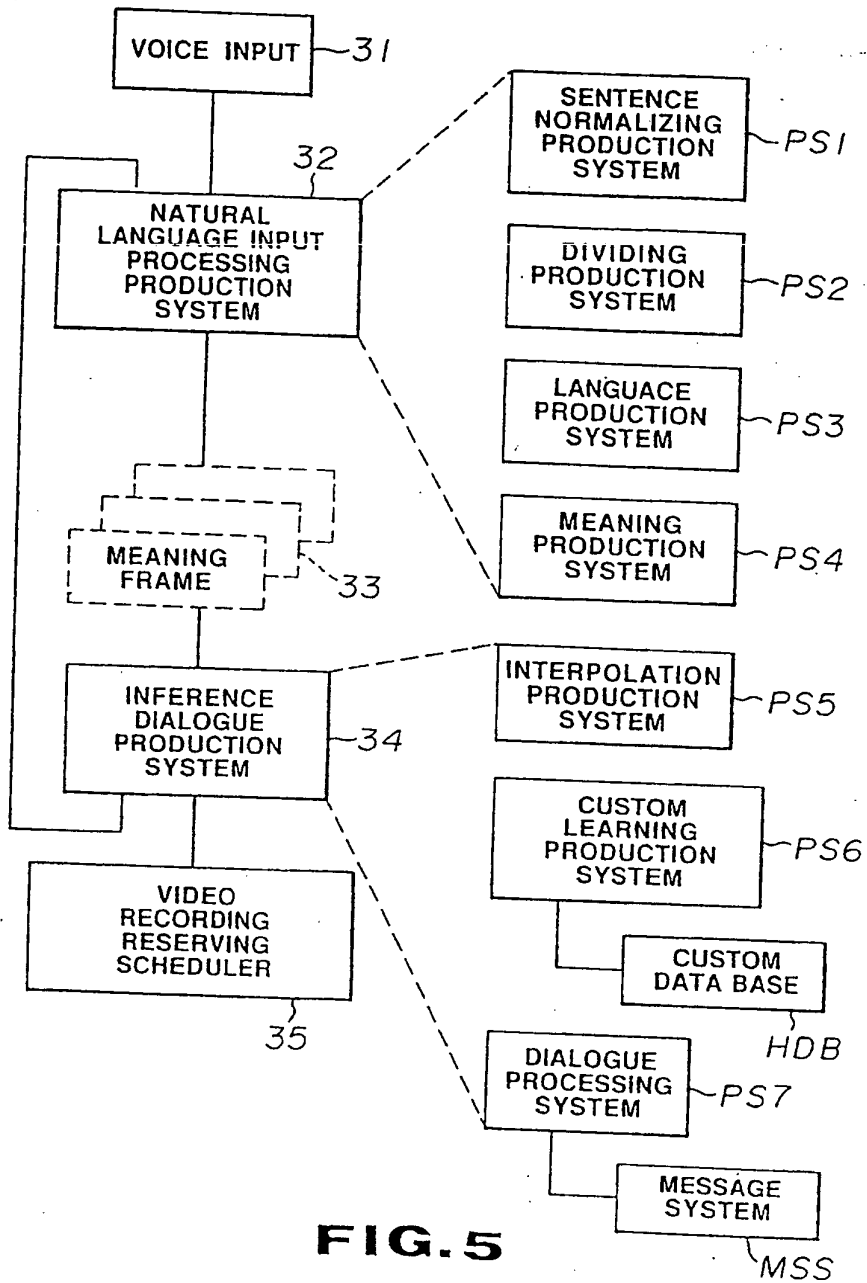 VOICE INPUT
31
32
NATURAL
LANGUAGE INPUT
PROCESSING
PRODUCTION
SYSTEM
MEANING
FRAME
33
INFERENCE
DIALOGUE
PRODUCTION
SYSTEM
34
VIDEO
RECORDING
RESERVING
SCHEDULER
35
SENTENCE
NORMALIZING
PRODUCTION
SYSTEM
PS1
DIVIDING
PRODUCTION
SYSTEM
PS2
LANGUACE
PRODUCTION
SYSTEM
PS3
MEANING
PRODUCTION
SYSTEM
PS4
INTERPOLATION
PRODUCTION
SYSTEM
PS5
CUSTOM
LEARNING
PRODUCTION
SYSTEM
PS6
CUSTOM
DATA BASE
HDB
DIALOGUE
PROCESSING
SYSTEM
PS7
MESSAGE
SYSTEM
MSS
FIG.5